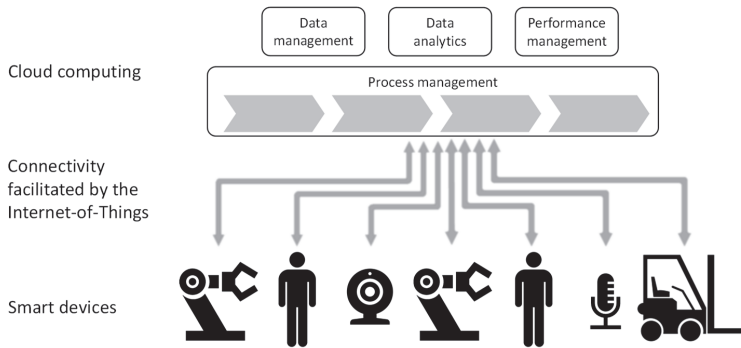 Data
management
Data
analytics
Performance
management
Cloud computing
Process management
Connectivity
facilitated by the
Internet-of-Things
Smart devices